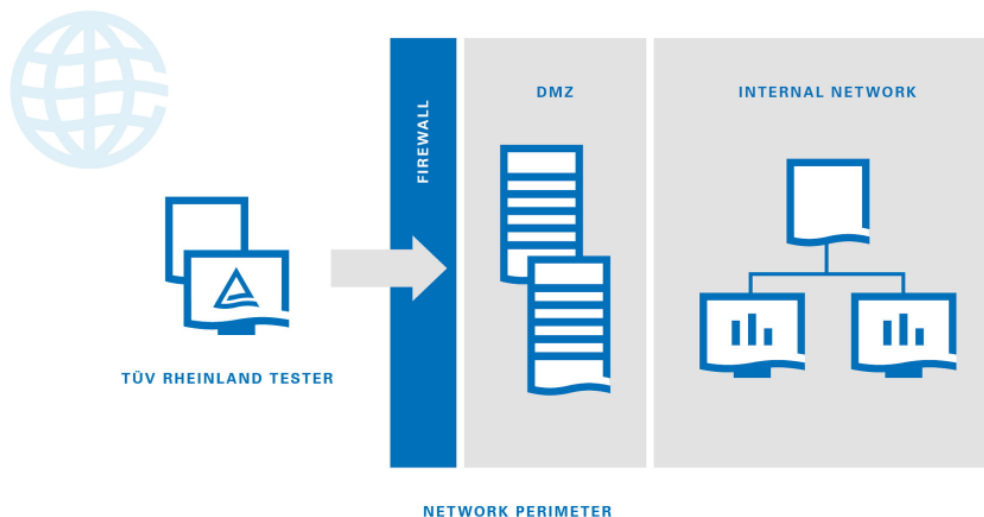 FIREWALL
DMZ
INTERNAL NETWORK
TÜV RHEINLAND TESTER
NETWORK PERIMETER